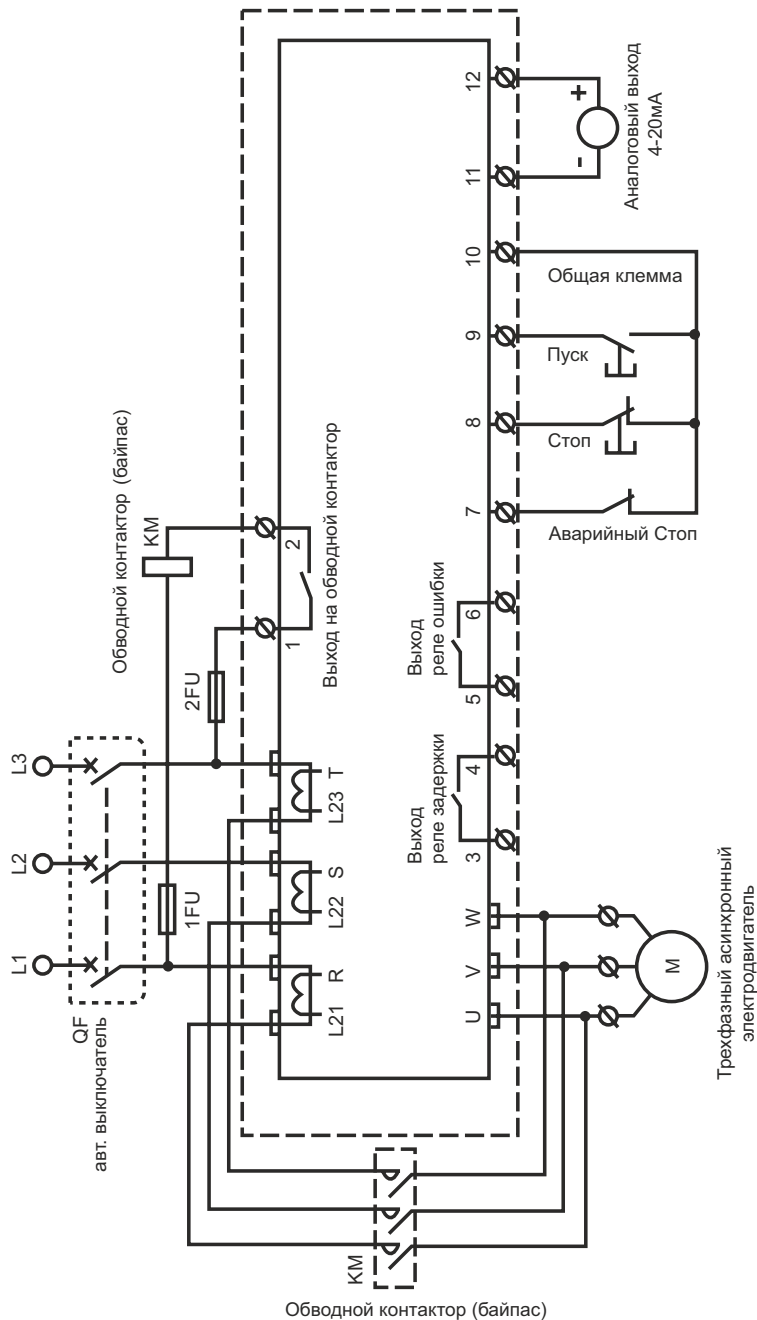 L1
L2
L3
QF
авт. выключатель
1FU
2FU
Обводной контактор (байпас)
KM
1
2
Выход на обводной контактор
L21
R
L22
S
L23
T
U
V
W
3
4
Выход
реле задержки
5
6
Выход
реле ошибки
7
8
9
10
11
12
Аварийный Стоп
Стоп
Пуск
Общая клемма
-
+
Аналоговый выход
4-20мА
M
Трехфазный асинхронный
электродвигатель
KM
Обводной контактор (байпас)